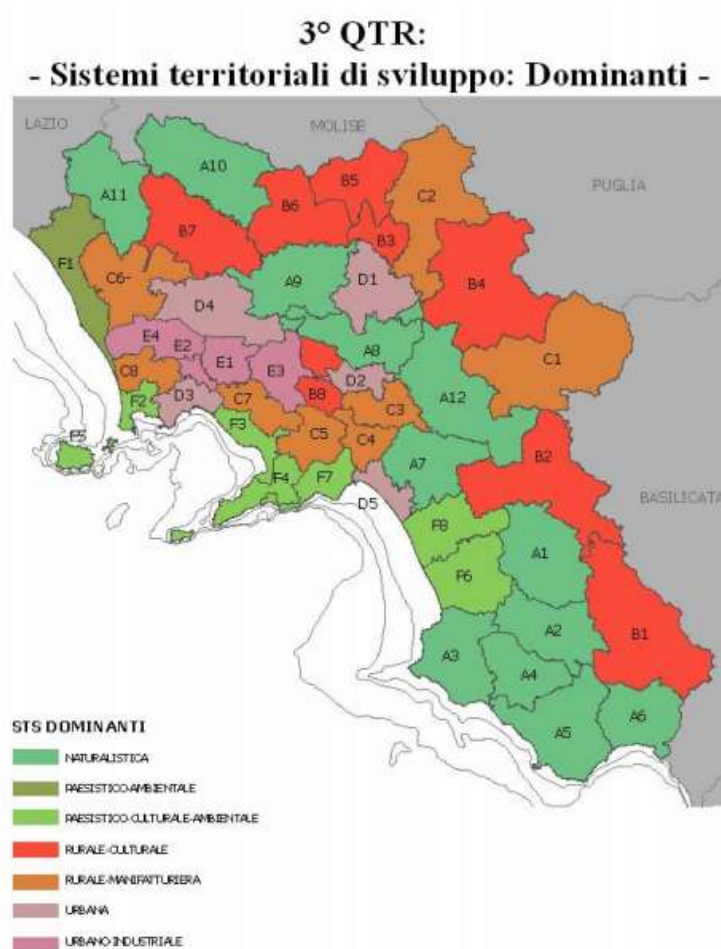 3° QTR:
- Sistemi territoriali di sviluppo: Dominanti -
LAZIO
MOLISE
PUGLIA
BASILICATA
A10
A11
B5
B6
C2
B7
B3
F1
C6-
A9
D1
B4
D4
E4
E2
E1
E3
A8
C1
C8
D2
F2
D3
C7
B8
C3
A12
F3
C5
C4
F5
A7
B2
F4
F7
D5
F8
A1
F6
A2
B1
A3
A4
A5
A6
STS DOMINANTI
NATURALISTICA
PAESISTICO-AMBIENTALE
PAESISTICO-CULTURALE-AMBIENTALE
RURALE-CULTURALE
RURALE-MANIFATTURIERA
URBANA
URBANO-INDUSTRIALE